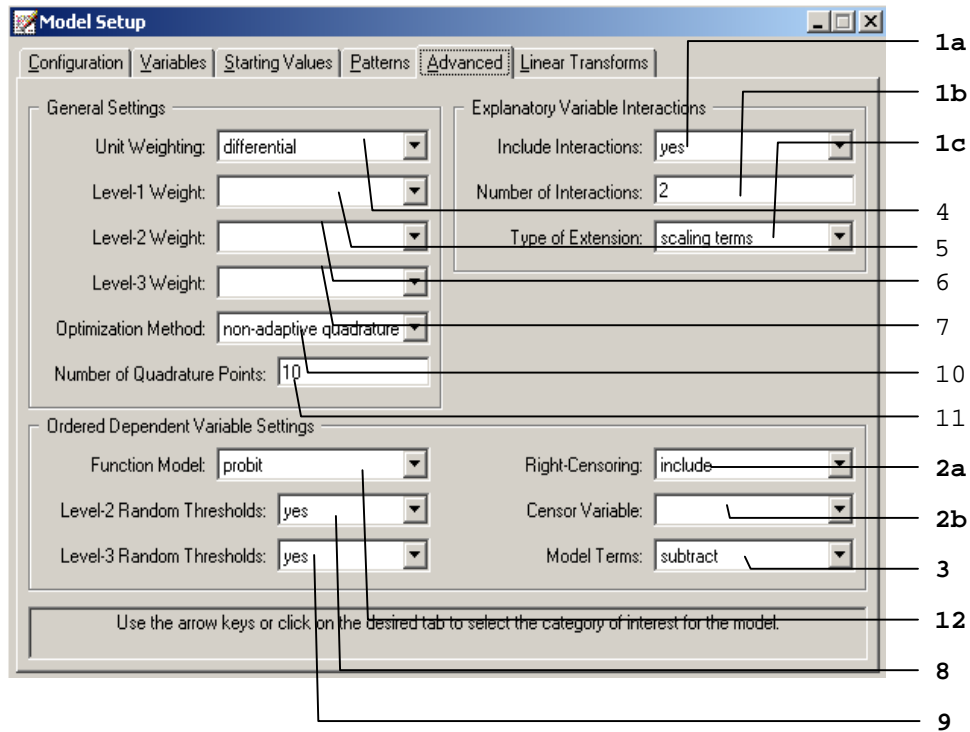 Model Setup
1a
Configuration Variables Starting Values Patterns Advanced Linear Transforms
General Settings
Explanatory Variable Interactions
1b
Unit Weighting: differential
Include Interactions: yes
1c
Level-1 Weight:
Number of Interactions: 2
4
Level-2 Weight:
Type of Extension: scaling terms
5
Level-3 Weight:
6
Optimization Method: non-adaptive quadrature
7
Number of Quadrature Points: 10
10
11
Ordered Dependent Variable Settings
Function Model: probit
Right-Censoring: include
2a
Level-2 Random Thresholds: yes
Censor Variable:
2b
Level-3 Random Thresholds: yes
Model Terms: subtract
3
Use the arrow keys or click on the desired tab to select the category of interest for the model.
12
8
9